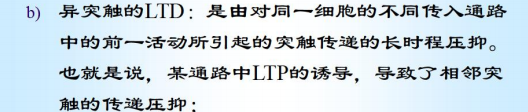 b) 异突触的LTD：是由对同一细胞的不同传入通路
中的前一活动所引起的突触传递的长时程压抑。
也就是说，某通路中LTP的诱导，导致了相邻突
触的传递压抑；